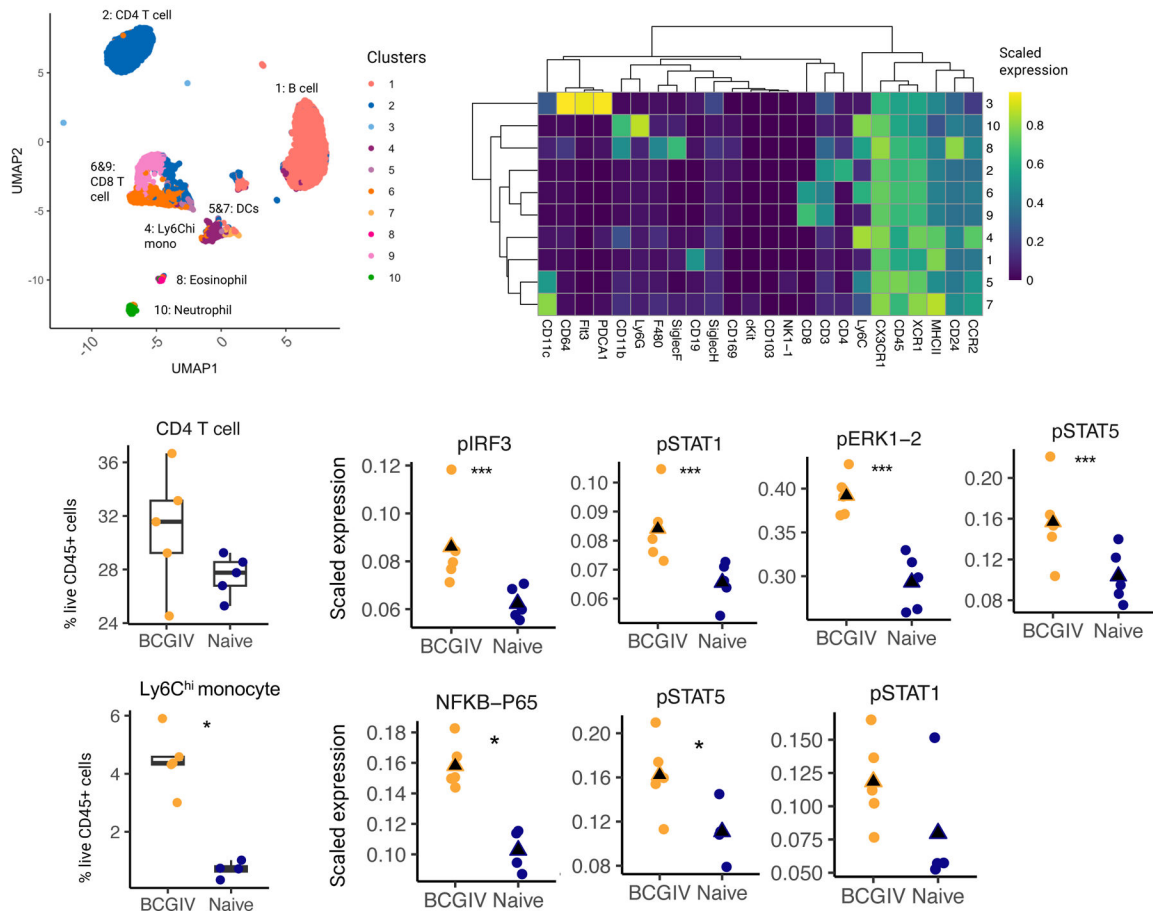 2: CD4 T cell
1: B cell
6&9:
CD8 T
cell
5&7: DCs
4: Ly6Chi
mono
8: Eosinophil
10: Neutrophil
5
0
-5
-10
UMAP2
-10
-5
0
5
UMAP1
Clusters
1
2
3
4
5
6
7
8
9
10
Scaled
expression
0.8
0.6
0.4
0.2
0
3
10
8
2
6
9
4
1
5
7
CD11c
CD64
Flt3
PDCA1
CD11b
Ly6G
F480
SiglecF
CD19
SiglecH
CD169
cKit
CD103
NK1-1
CD8
CD3
CD4
Ly6C
CX3CR1
CD45
XCR1
MHCII
CD24
CCR2
CD4 T cell
% live CD45+ cells
36
32
28
24
BCGIV Naive
pIRF3
***
Scaled expression
0.12
0.10
0.08
0.06
BCGIV Naive
pSTAT1
***
0.10
0.09
0.08
0.07
0.06
BCGIV Naive
pERK1-2
***
0.40
0.30
BCGIV Naive
pSTAT5
***
0.20
0.16
0.12
0.08
BCGIV Naive
Ly6Chi monocyte
*
% live CD45+ cells
6
4
2
BCGIV Naive
NFKB-P65
*
Scaled expression
0.18
0.16
0.14
0.12
0.10
BCGIV Naive
pSTAT5
*
0.20
0.16
0.12
0.08
BCGIV Naive
pSTAT1
0.150
0.125
0.100
0.075
0.050
BCGIV Naive